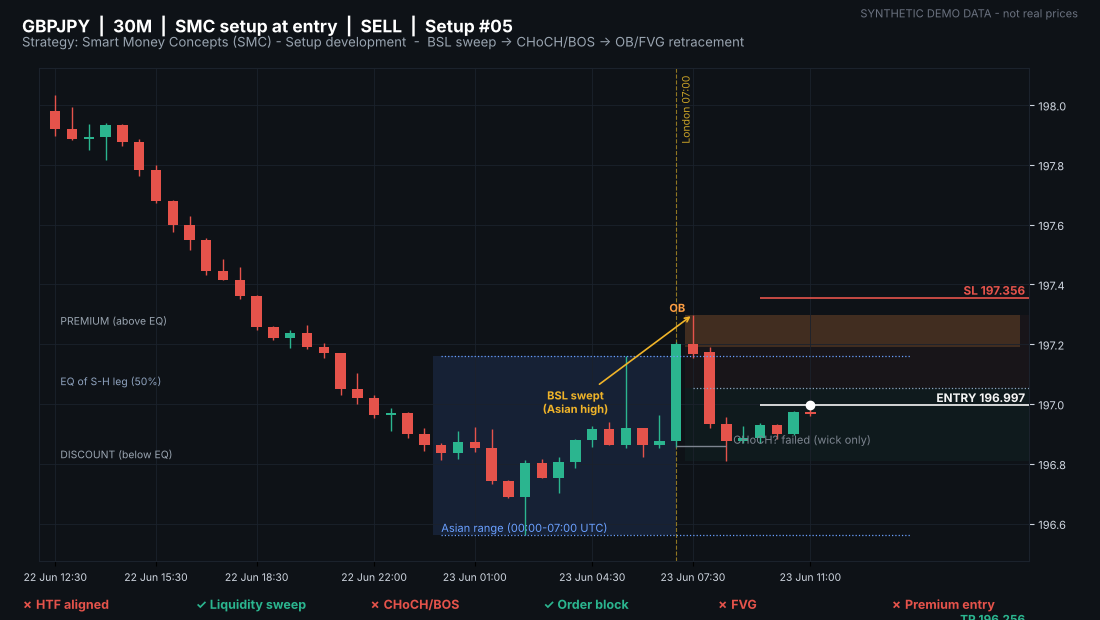 GBPJPY | 30M | SMC setup at entry | SELL | Setup #05
SYNTHETIC DEMO DATA - not real prices
Strategy: Smart Money Concepts (SMC) - Setup development - BSL sweep → CHoCH/BOS → OB/FVG retracement
London 07:00
198.0
197.8
197.6
197.4
SL 197.356
OB
PREMIUM (above EQ)
197.2
EQ of S-H leg (50%)
BSL swept
(Asian high)
ENTRY 196.997
197.0
CHoCH? failed (wick only)
DISCOUNT (below EQ)
196.8
Asian range (00:00-07:00 UTC)
196.6
22 Jun 12:30
22 Jun 15:30
22 Jun 18:30
22 Jun 22:00
23 Jun 01:00
23 Jun 04:30
23 Jun 07:30
23 Jun 11:00
× HTF aligned
✓ Liquidity sweep
× CHoCH/BOS
✓ Order block
× FVG
× Premium entry
TP 196.256